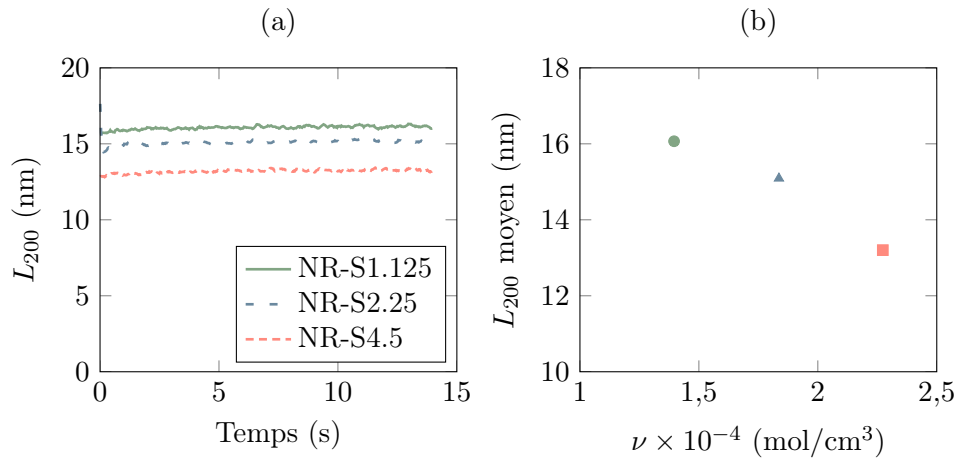 (a)
20
15
10
5
0
L₂₀₀ (nm)
NR-S1.125
NR-S2.25
NR-S4.5
0 5 10 15
Temps (s)
(b)
18
16
14
12
10
L₂₀₀ moyen (nm)
1 1,5 2 2,5
ν × 10⁻⁴ (mol/cm³)